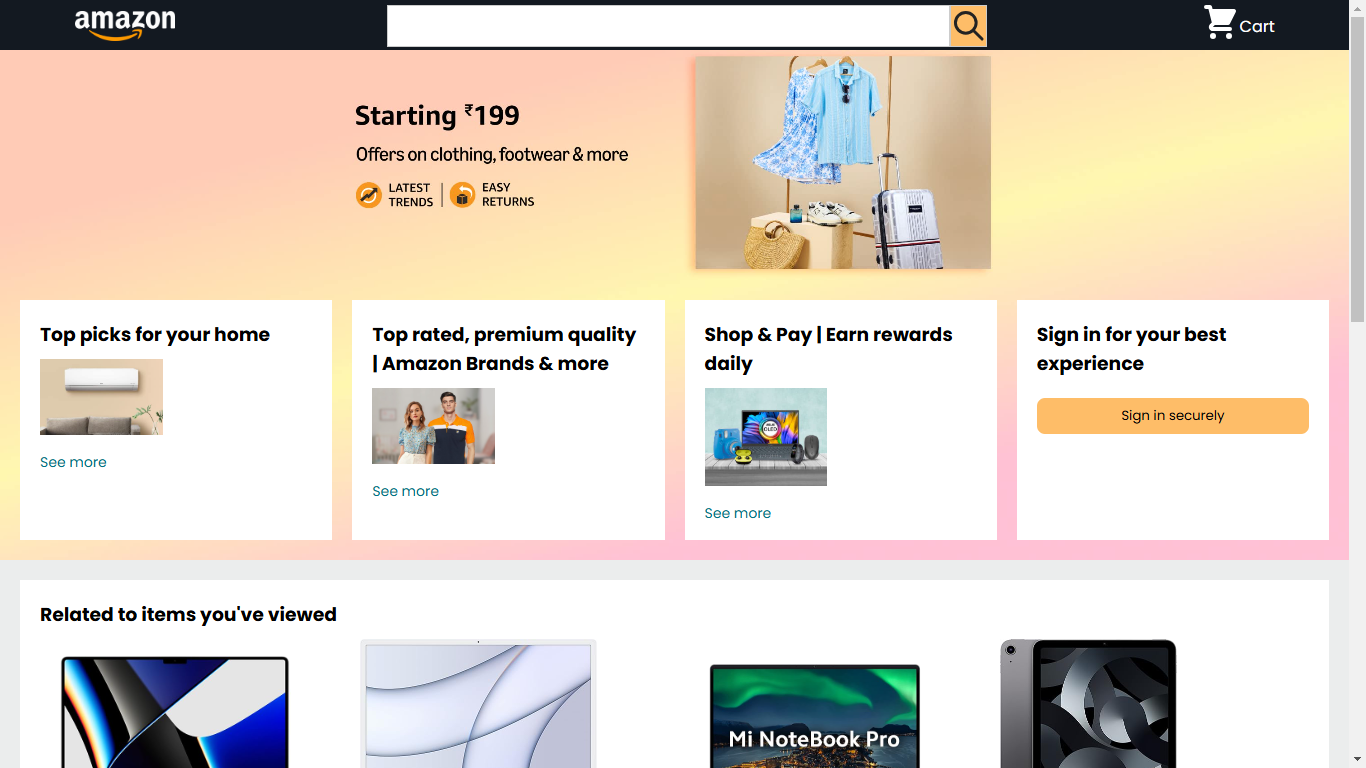 amazon
Cart
Starting ₹199
Offers on clothing, footwear & more
LATEST
TRENDS
EASY
RETURNS
Top picks for your home
See more
Top rated, premium quality
| Amazon Brands & more
See more
Shop & Pay | Earn rewards
daily
See more
Sign in for your best
experience
Sign in securely
Related to items you've viewed
Mi NoteBook Pro